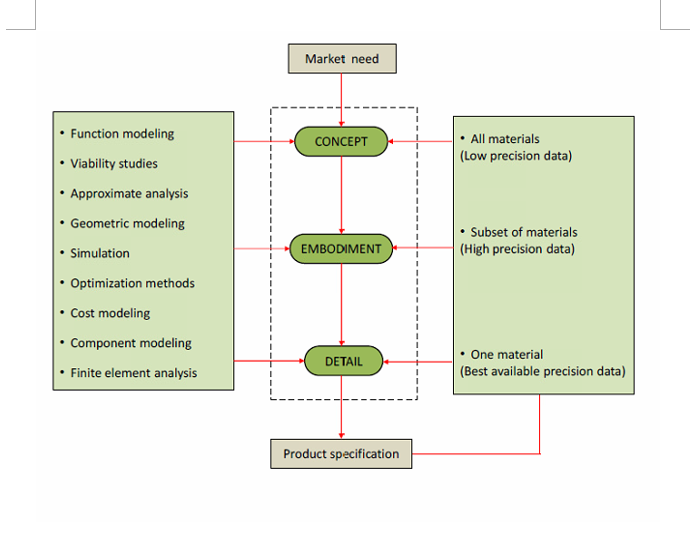 Market need
• Function modeling
• Viability studies
• Approximate analysis
• Geometric modeling
• Simulation
• Optimization methods
• Cost modeling
• Component modeling
• Finite element analysis
CONCEPT
EMBODIMENT
DETAIL
• All materials
(Low precision data)
• Subset of materials
(High precision data)
• One material
(Best available precision data)
Product specification